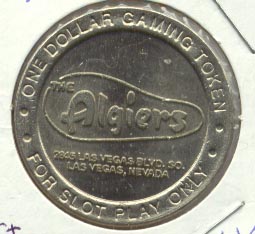 ONE DOLLAR GAMING TOKEN
THE
Algiers
2845 LAS VEGAS BLVD. SO.
LAS VEGAS, NEVADA
• FOR SLOT PLAY ONLY •